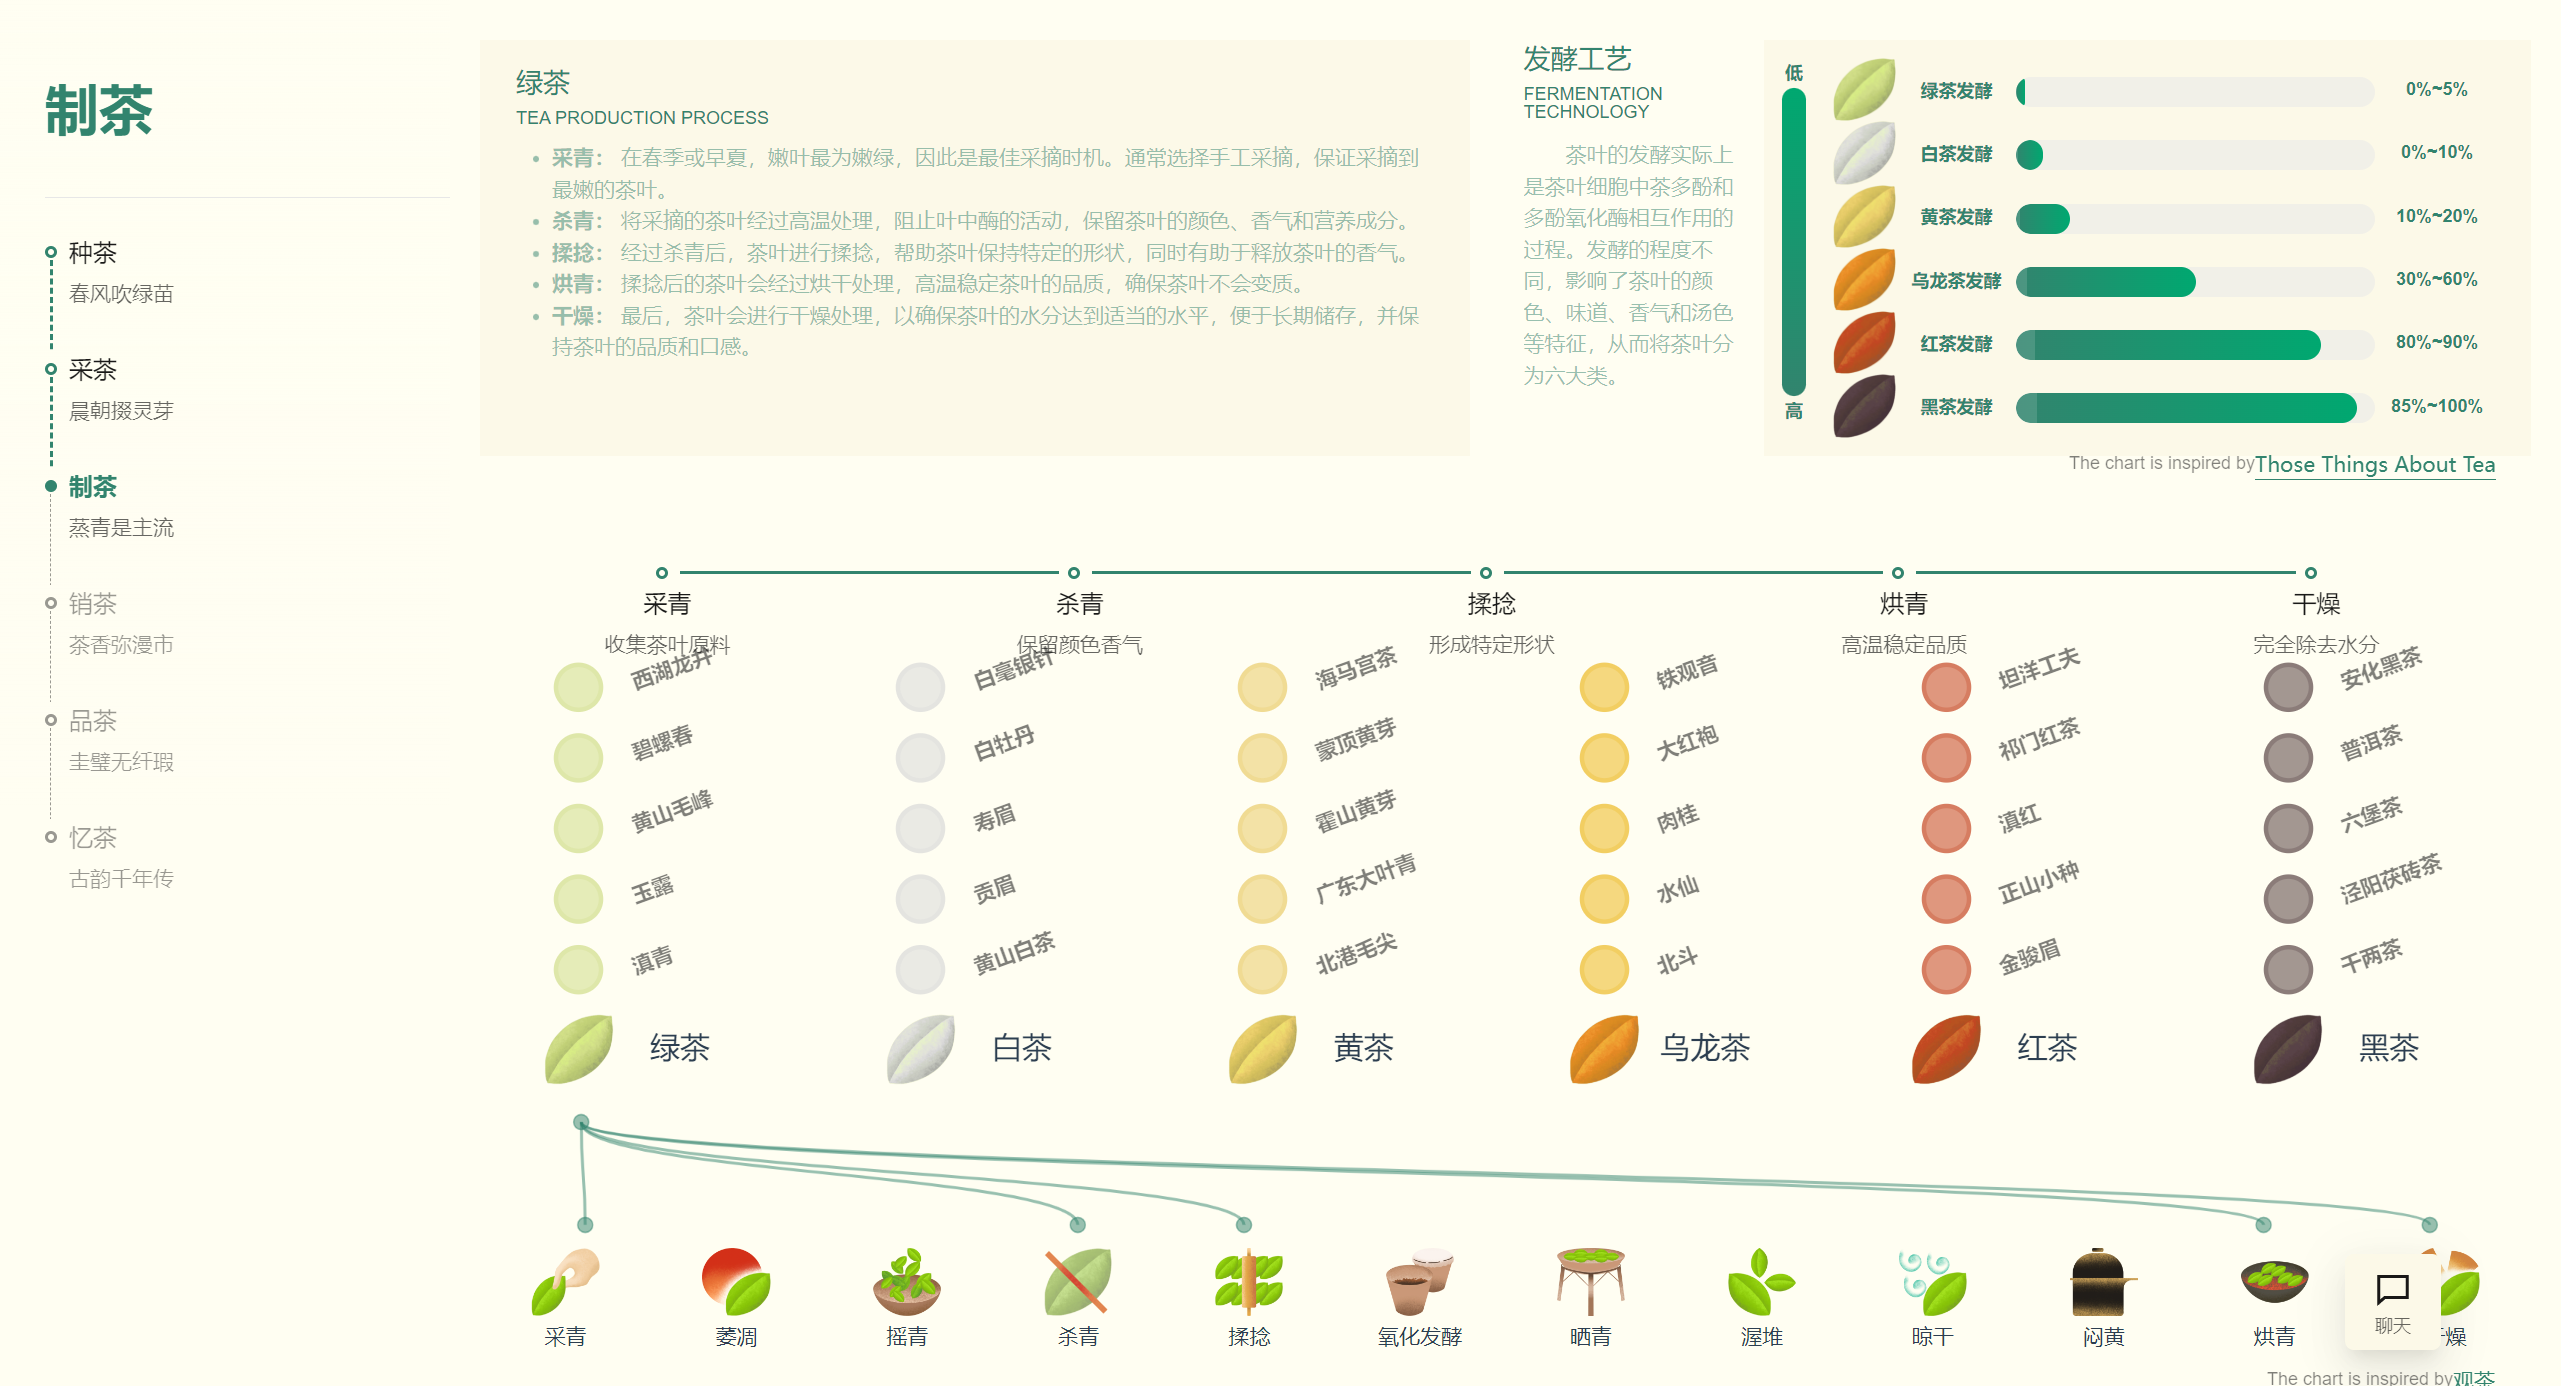 制茶
种茶
春风吹绿苗
采茶
晨朝掇灵芽
制茶
蒸青是主流
销茶
茶香弥漫市
品茶
圭璧无纤瑕
忆茶
古韵千年传
绿茶
TEA PRODUCTION PROCESS
采青： 在春季或早夏，嫩叶最为嫩绿，因此是最佳采摘时机。通常选择手工采摘，保证采摘到
最嫩的茶叶。
杀青： 将采摘的茶叶经过高温处理，阻止叶中酶的活动，保留茶叶的颜色、香气和营养成分。
揉捻： 经过杀青后，茶叶进行揉捻，帮助茶叶保持特定的形状，同时有助于释放茶叶的香气。
烘青： 揉捻后的茶叶会经过烘干处理，高温稳定茶叶的品质，确保茶叶不会变质。
干燥： 最后，茶叶会进行干燥处理，以确保茶叶的水分达到适当的水平，便于长期储存，并保
持茶叶的品质和口感。
发酵工艺
FERMENTATION
TECHNOLOGY
茶叶的发酵实际上
是茶叶细胞中茶多酚和
多酚氧化酶相互作用的
过程。发酵的程度不
同，影响了茶叶的颜
色、味道、香气和汤色
等特征，从而将茶叶分
为六大类。
低
高
绿茶发酵 0%~5%
白茶发酵 0%~10%
黄茶发酵 10%~20%
乌龙茶发酵 30%~60%
红茶发酵 80%~90%
黑茶发酵 85%~100%
The chart is inspired by Those Things About Tea
采青 杀青 揉捻 烘青 干燥
收集茶叶原料 保留颜色香气 形成特定形状 高温稳定品质 完全除去水分
西湖龙井 白毫银针 海马宫茶 铁观音 坦洋工夫 安化黑茶
碧螺春 白牡丹 蒙顶黄芽 大红袍 祁门红茶 普洱茶
黄山毛峰 寿眉 霍山黄芽 肉桂 滇红 六堡茶
玉露 贡眉 广东大叶青 水仙 正山小种 泾阳茯砖茶
滇青 黄山白茶 北港毛尖 北斗 金骏眉 千两茶
绿茶 白茶 黄茶 乌龙茶 红茶 黑茶
采青 萎凋 摇青 杀青 揉捻 氧化发酵 晒青 渥堆 晾干 闷黄 烘青 燥
聊天
The chart is inspired by 观茶